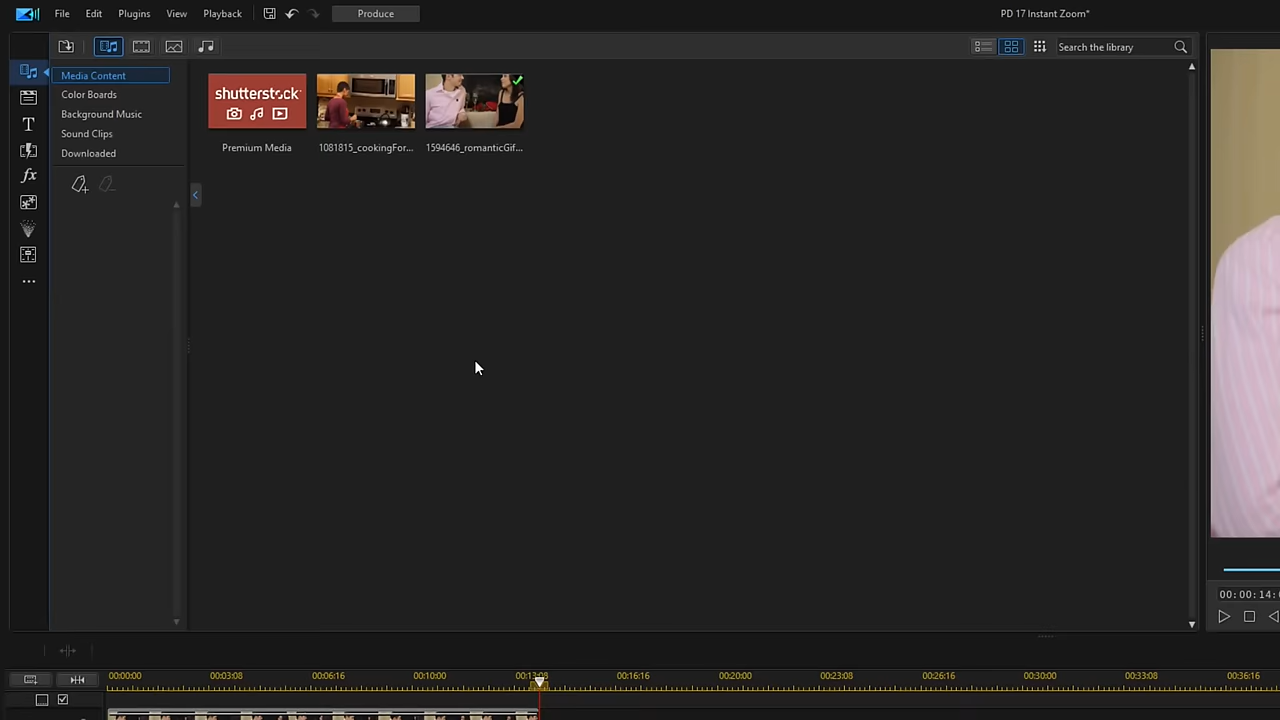 File Edit Plugins View Playback Produce PD 17 Instant Zoom*
Search the library
Media Content
Color Boards
Background Music
Sound Clips
Downloaded
shutterstock
Premium Media 1081815_cookingFor... 1594646_romanticGif...
T
fx
00:00:14:
00:00:00 00:03:08 00:06:16 00:10:00 00:13:08 00:16:16 00:20:00 00:23:08 00:26:16 00:30:00 00:33:08 00:36:16